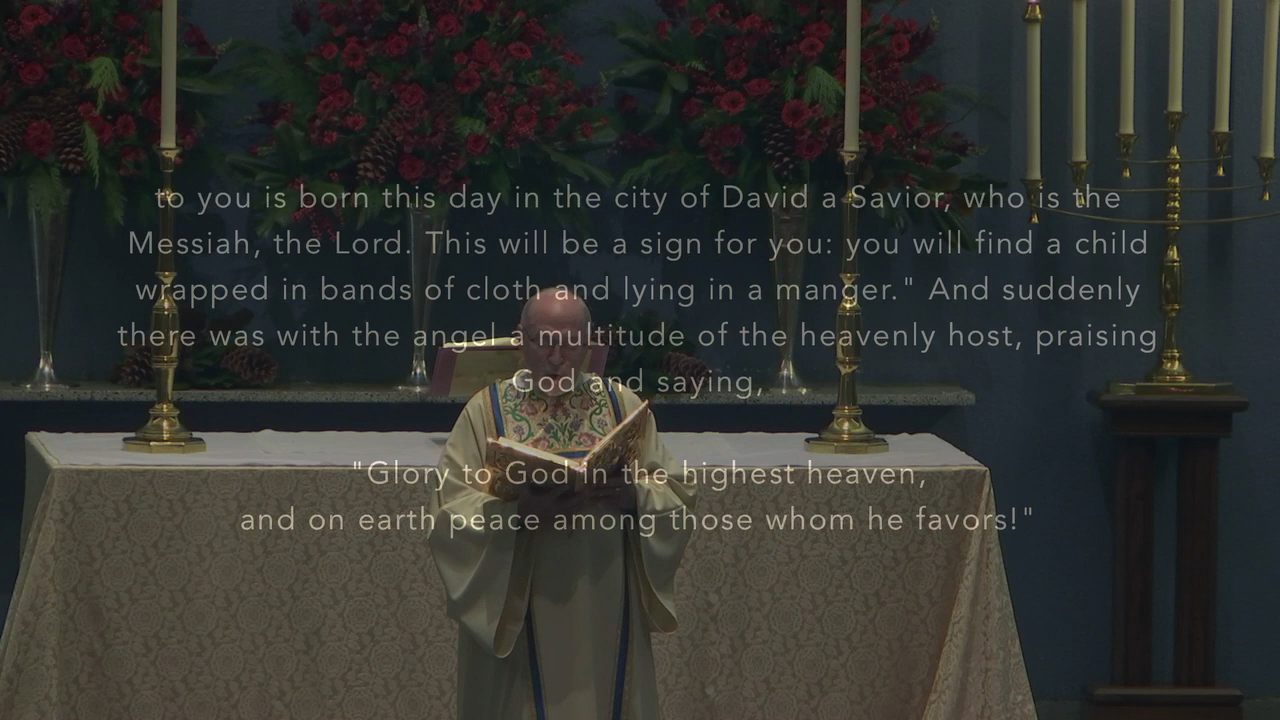 to you is born this day in the city of David a Savior, who is the
Messiah, the Lord. This will be a sign for you: you will find a child
wrapped in bands of cloth and lying in a manger." And suddenly
there was with the angel a multitude of the heavenly host, praising
God and saying,
"Glory to God in the highest heaven,
and on earth peace among those whom he favors!"